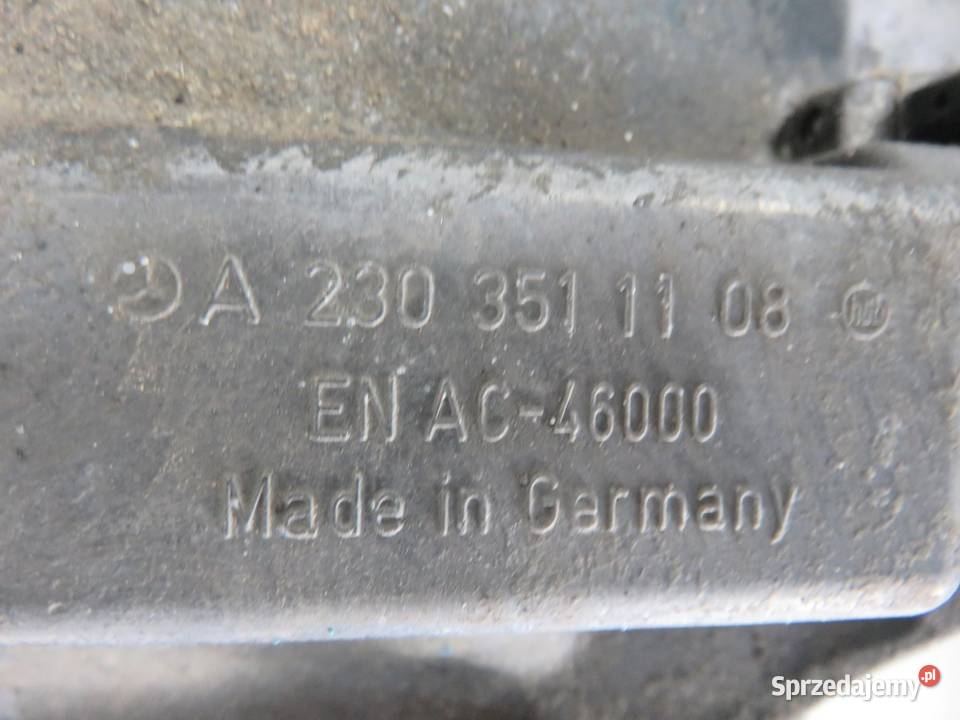 A 230 351 11 08
EN AC-46000
Made in Germany
Sprzedajemy.pl